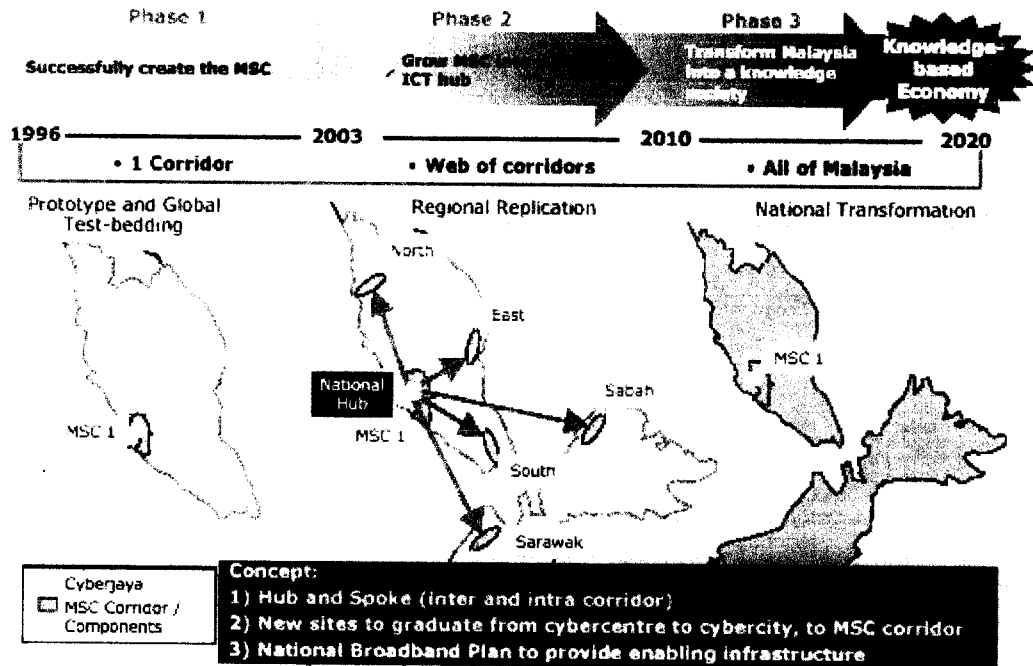 Phase 1
Phase 2
Phase 3
Successfully create the MSC
Grow MSC into
ICT hub
Transform Malaysia
into a knowledge
society
Knowledge-
based
Economy
1996
2003
2010
2020
• 1 Corridor
• Web of corridors
• All of Malaysia
Prototype and Global
Test-bedding
Regional Replication
National Transformation
MSC 1
North
East
National
Hub
MSC 1
South
Sabah
Sarawak
MSC 1
Cyberjaya
MSC Corridor /
Components
Concept:
1) Hub and Spoke (inter and intra corridor)
2) New sites to graduate from cybercentre to cybercity, to MSC corridor
3) National Broadband Plan to provide enabling infrastructure